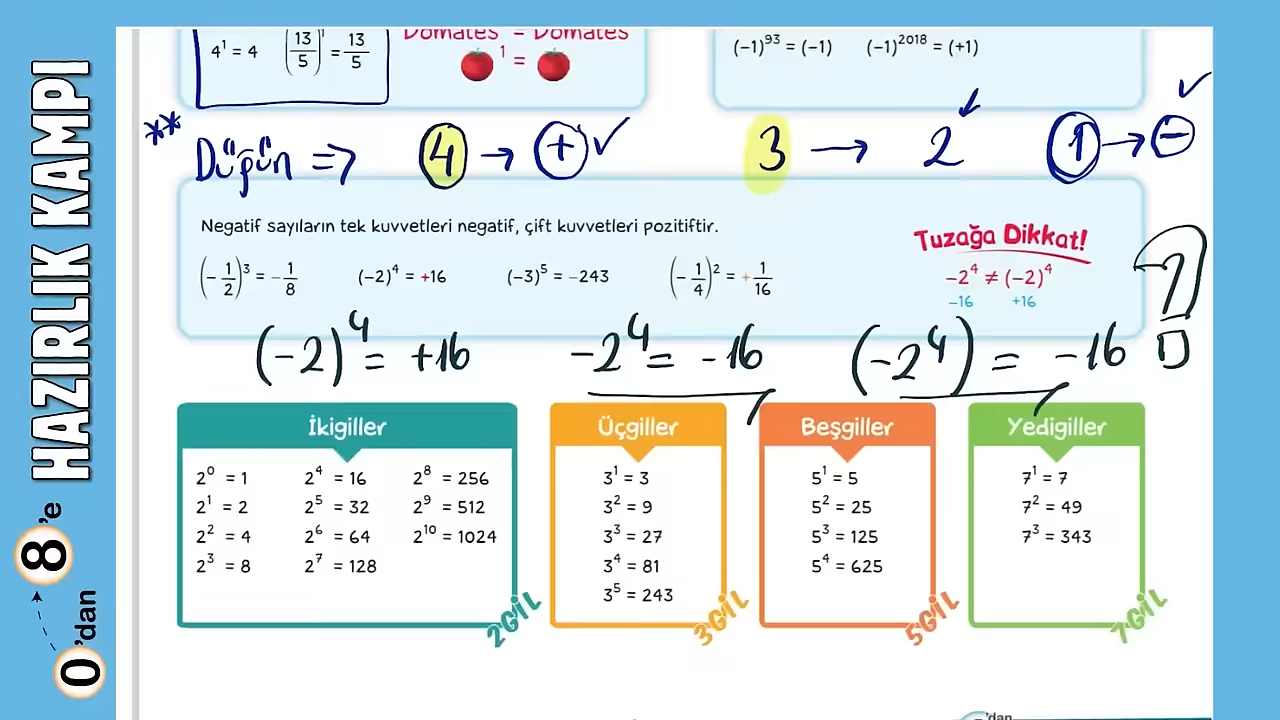 0'dan 8'e HAZIRLIK KAMPI
4¹ = 4 (13/5)¹ = 13/5
Domates = Domates
1 =
(−1)⁹³ = (−1) (−1)²⁰¹⁸ = (+1)
** 4 → + ✓ 3 → 2 1 → − ✓
Negatif sayıların tek kuvvetleri negatif, çift kuvvetleri pozitiftir.
(−1/2)³ = −1/8 (−2)⁴ = +16 (−3)⁵ = −243 (−1/4)² = +1/16
Tuzağa Dikkat!
−2⁴ ≠ (−2)⁴
−16 +16
(−2)⁴ = +16 −2⁴ = −16 (−2⁴) = −16
İkigiller
2⁰ = 1 2⁴ = 16 2⁸ = 256
2¹ = 2 2⁵ = 32 2⁹ = 512
2² = 4 2⁶ = 64 2¹⁰ = 1024
2³ = 8 2⁷ = 128
2GİL
Üçgiller
3¹ = 3
3² = 9
3³ = 27
3⁴ = 81
3⁵ = 243
3GİL
Beşgiller
5¹ = 5
5² = 25
5³ = 125
5⁴ = 625
5GİL
Yedigiller
7¹ = 7
7² = 49
7³ = 343
7GİL
'dan